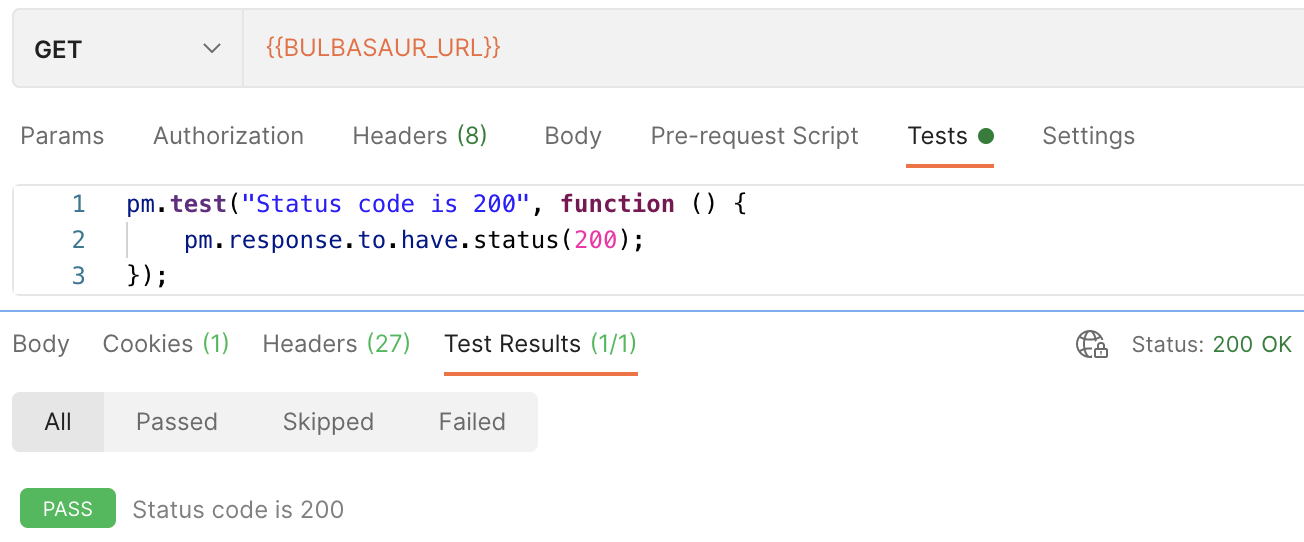 GET {{BULBASAUR_URL}}
Params Authorization Headers (8) Body Pre-request Script Tests Settings
1 pm.test("Status code is 200", function () {
2 pm.response.to.have.status(200);
3 });
Body Cookies (1) Headers (27) Test Results (1/1) Status: 200 OK
All Passed Skipped Failed
PASS Status code is 200